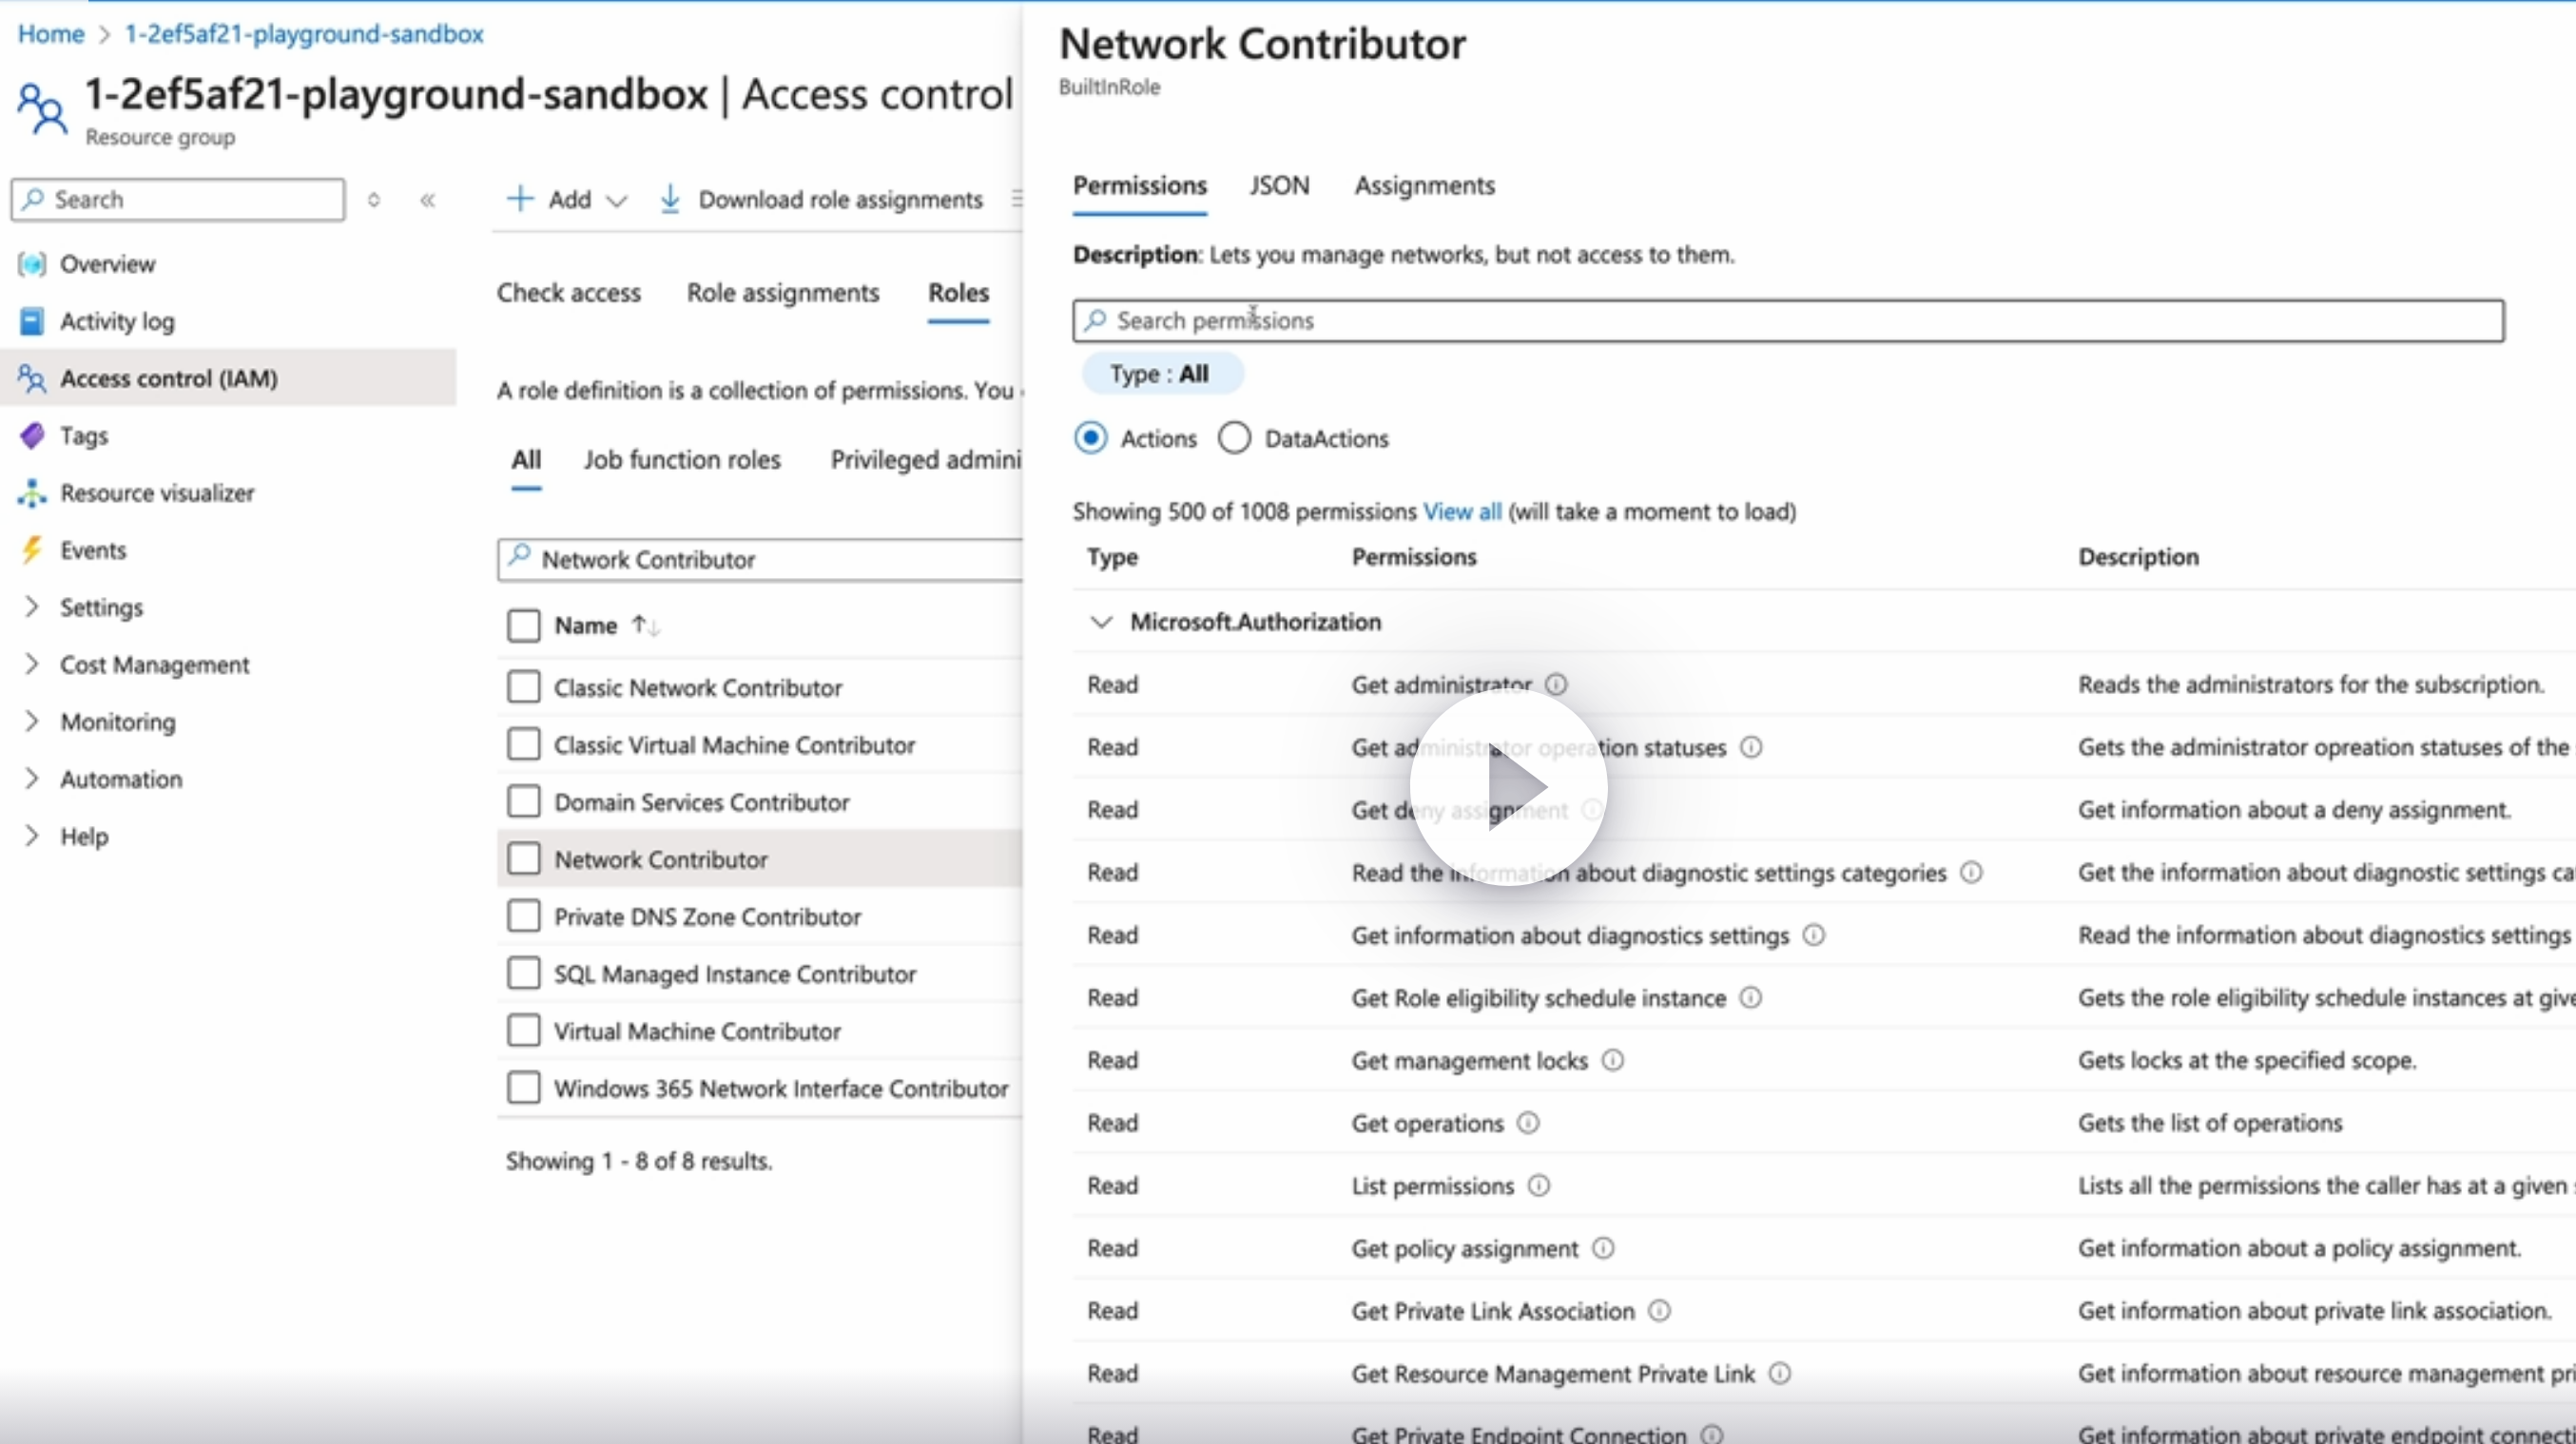 Home > 1-2ef5af21-playground-sandbox
1-2ef5af21-playground-sandbox | Access control
Resource group
Search
Overview
Activity log
Access control (IAM)
Tags
Resource visualizer
Events
Settings
Cost Management
Monitoring
Automation
Help
Add
Download role assignments
Check access Role assignments Roles
A role definition is a collection of permissions. You
All Job function roles Privileged admini
Network Contributor
Name
Classic Network Contributor
Classic Virtual Machine Contributor
Domain Services Contributor
Network Contributor
Private DNS Zone Contributor
SQL Managed Instance Contributor
Virtual Machine Contributor
Windows 365 Network Interface Contributor
Showing 1 - 8 of 8 results.
Network Contributor
BuiltInRole
Permissions JSON Assignments
Description: Lets you manage networks, but not access to them.
Search permissions
Type : All
Actions DataActions
Showing 500 of 1008 permissions View all (will take a moment to load)
Type Permissions Description
Microsoft.Authorization
Read Get administrator Reads the administrators for the subscription.
Read Get administrator operation statuses Gets the administrator opreation statuses of the
Read Get deny assignment Get information about a deny assignment.
Read Read the information about diagnostic settings categories Get the information about diagnostic settings ca
Read Get information about diagnostics settings Read the information about diagnostics settings
Read Get Role eligibility schedule instance Gets the role eligibility schedule instances at give
Read Get management locks Gets locks at the specified scope.
Read Get operations Gets the list of operations
Read List permissions Lists all the permissions the caller has at a given
Read Get policy assignment Get information about a policy assignment.
Read Get Private Link Association Get information about private link association.
Read Get Resource Management Private Link Get information about resource management pri
Read Get Private Endpoint Connection Get information about private endpoint connect